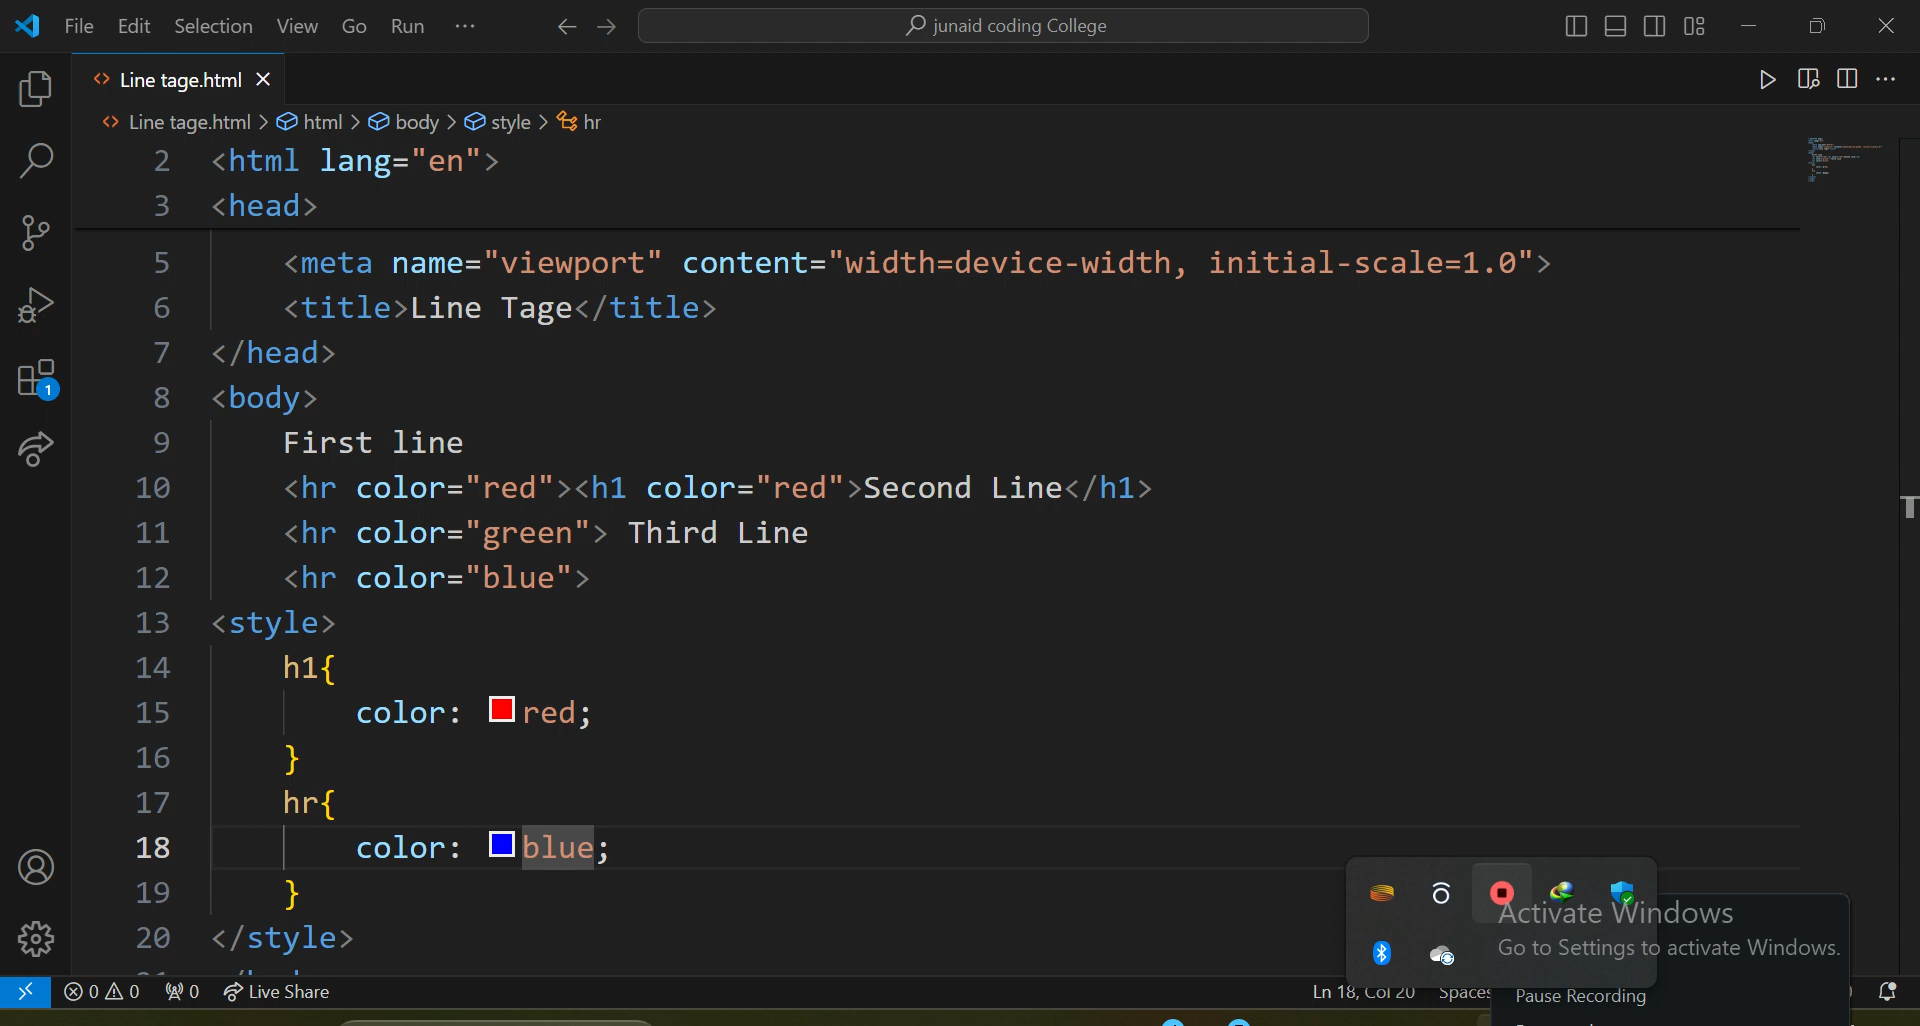 File Edit Selection View Go Run ··· ← → junaid coding College
<> Line tage.html ×
<> Line tage.html > html > body > style > hr
2 <html lang="en">
3 <head>
5 <meta name="viewport" content="width=device-width, initial-scale=1.0">
6 <title>Line Tage</title>
7 </head>
8 <body>
9 First line
10 <hr color="red"><h1 color="red">Second Line</h1>
11 <hr color="green"> Third Line
12 <hr color="blue">
13 <style>
14 h1{
15 color: red;
16 }
17 hr{
18 color: blue;
19 }
20 </style>
1
Activate Windows
Go to Settings to activate Windows.
0 0 0 Live Share Ln 18, Col 20 Spaces
Pause Recording